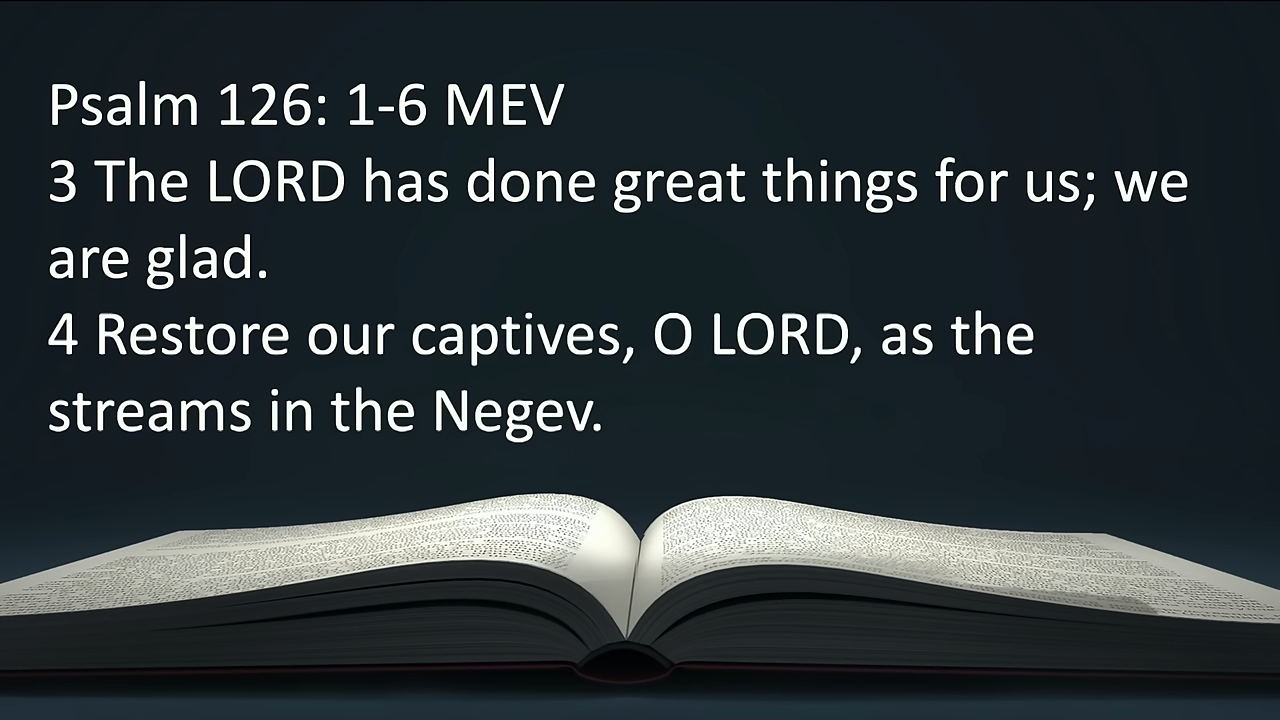 Psalm 126: 1-6 MEV
3 The LORD has done great things for us; we
are glad.
4 Restore our captives, O LORD, as the
streams in the Negev.